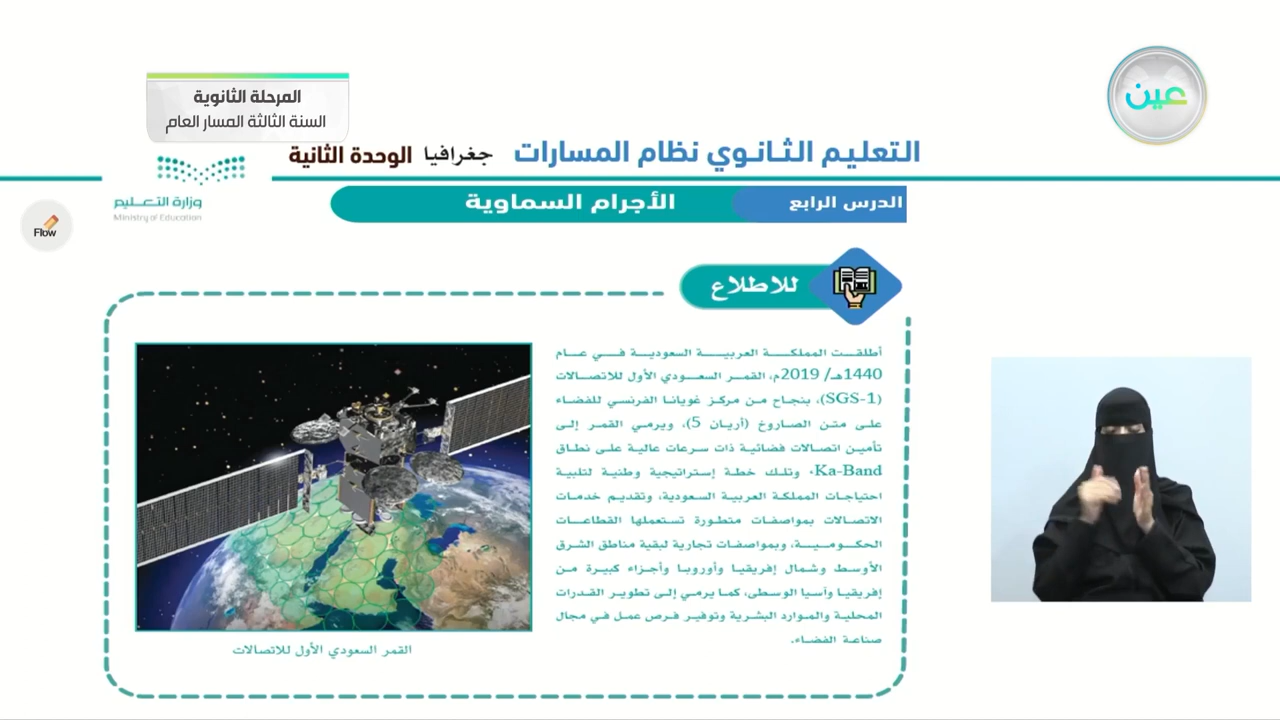 عين
المرحلة الثانوية
السنة الثالثة المسار العام
التعليم الثانوي نظام المسارات جغرافيا الوحدة الثانية
وزارة التعليم
Ministry of Education
الدرس الرابع الأجرام السماوية
Flow
للاطلاع
أطلقت المملكة العربية السعودية في عام
1440هـ/ 2019م، القمر السعودي الأول للاتصالات
(SGS-1)، بنجاح من مركز غويانا الفرنسي للفضاء
على متن الصاروخ (أريان 5)، ويرمي القمر إلى
تأمين اتصالات فضائية ذات سرعات عالية على نطاق
Ka-Band، وتلك خطة إستراتيجية وطنية لتلبية
احتياجات المملكة العربية السعودية، وتقديم خدمات
الاتصالات بمواصفات متطورة تستعملها القطاعات
الحكومية، وبمواصفات تجارية لبقية مناطق الشرق
الأوسط وشمال إفريقيا وأوروبا وأجزاء كبيرة من
إفريقيا وآسيا الوسطى، كما يرمي إلى تطوير القدرات
المحلية والموارد البشرية وتوفير فرص عمل في مجال
صناعة الفضاء.
القمر السعودي الأول للاتصالات